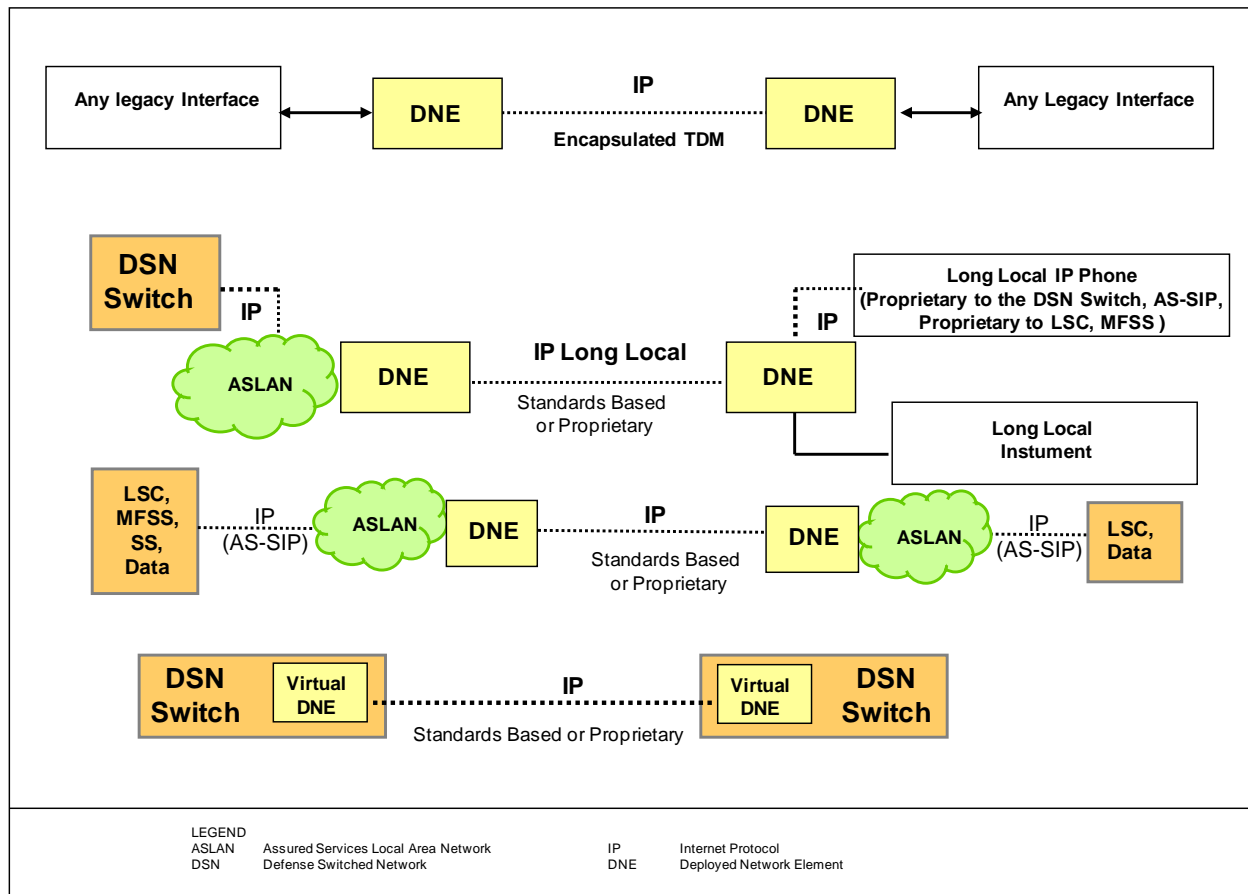 Any legacy Interface
DNE
IP
Encapsulated TDM
DNE
Any Legacy Interface
DSN
Switch
IP
ASLAN
DNE
IP Long Local
Standards Based
or Proprietary
DNE
IP
Long Local IP Phone
(Proprietary to the DSN Switch, AS-SIP,
Proprietary to LSC, MFSS )
Long Local
Instument
LSC,
MFSS,
SS,
Data
IP
(AS-SIP)
ASLAN
DNE
IP
Standards Based
or Proprietary
DNE
ASLAN
IP
(AS-SIP)
LSC,
Data
DSN
Switch
Virtual
DNE
IP
Standards Based or Proprietary
Virtual
DNE
DSN
Switch
LEGEND
ASLAN Assured Services Local Area Network IP Internet Protocol
DSN Defense Switched Network DNE Deployed Network Element